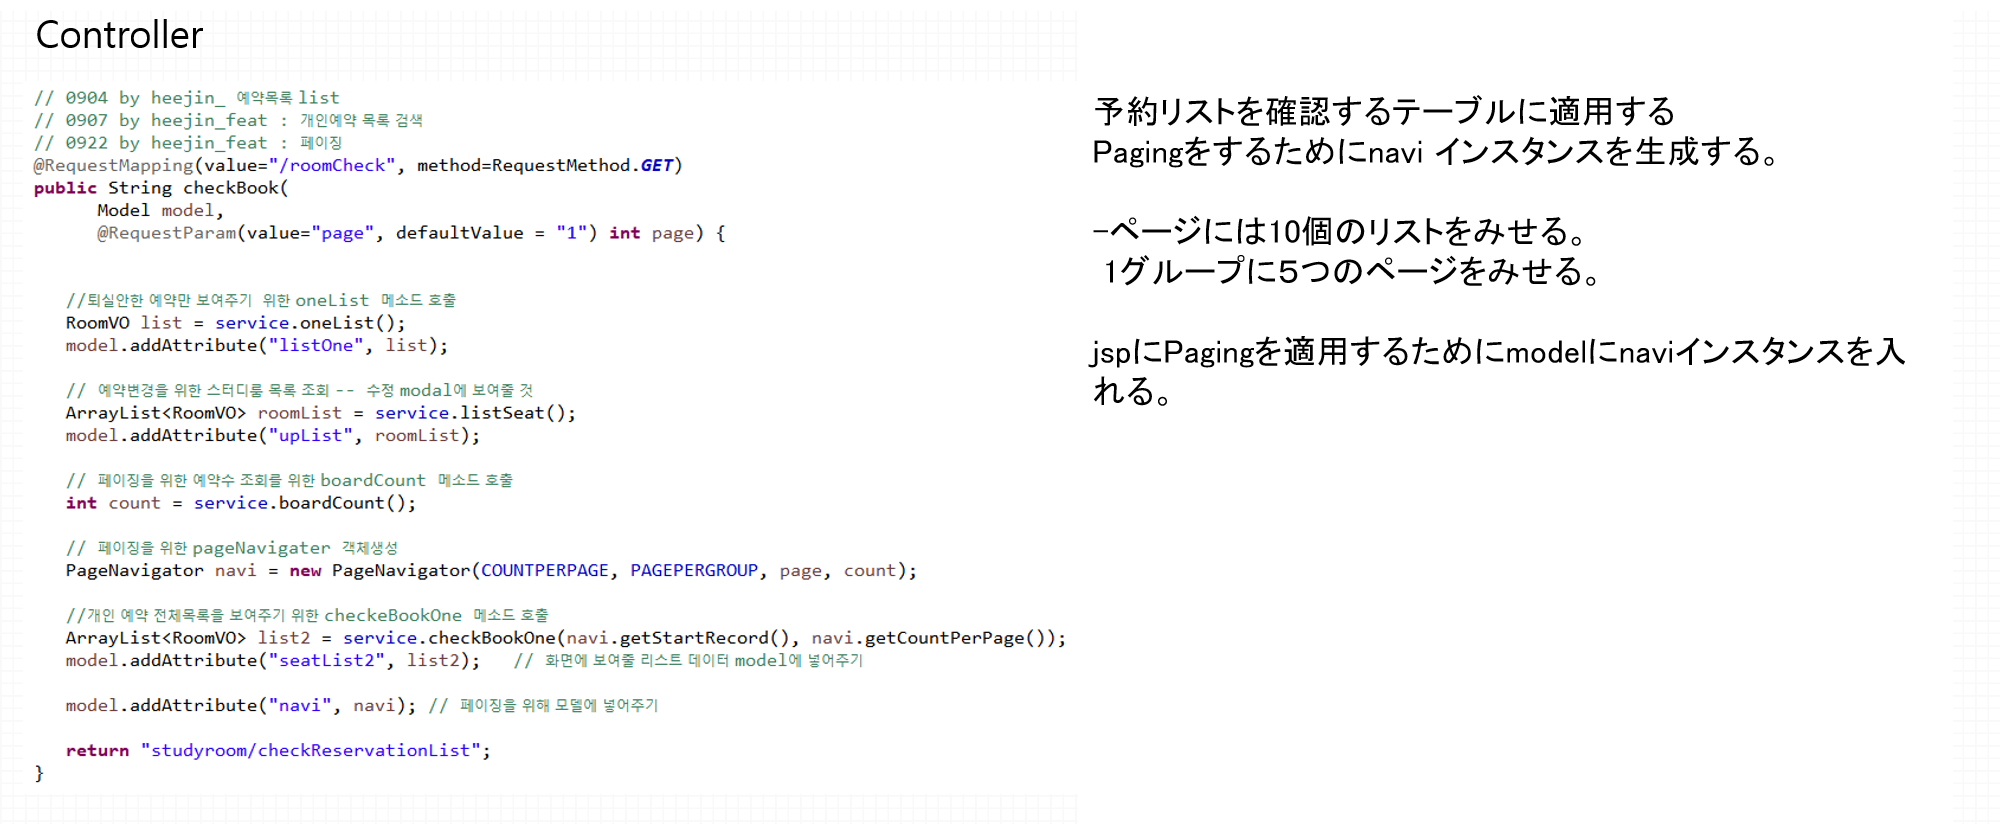 Controller
// 0904 by heejin_ 예약목록 list
// 0907 by heejin_feat : 개인예약 목록 검색
// 0922 by heejin_feat : 페이징
@RequestMapping(value="/roomCheck", method=RequestMethod.GET)
public String checkBook(
Model model,
@RequestParam(value="page", defaultValue = "1") int page) {
//퇴실안한 예약만 보여주기 위한 oneList 메소드 호출
RoomVO list = service.oneList();
model.addAttribute("listOne", list);
// 예약변경을 위한 스터디룸 목록 조회 -- 수정 modal에 보여줄 것
ArrayList<RoomVO> roomList = service.listSeat();
model.addAttribute("upList", roomList);
// 페이징을 위한 예약수 조회를 위한 boardCount 메소드 호출
int count = service.boardCount();
// 페이징을 위한 pageNavigater 객체생성
PageNavigator navi = new PageNavigator(COUNTPERPAGE, PAGEPERGROUP, page, count);
//개인 예약 전체목록을 보여주기 위한 checkeBookOne 메소드 호출
ArrayList<RoomVO> list2 = service.checkBookOne(navi.getStartRecord(), navi.getCountPerPage());
model.addAttribute("seatList2", list2); // 화면에 보여줄 리스트 데이터 model에 넣어주기
model.addAttribute("navi", navi); // 페이징을 위해 모델에 넣어주기
return "studyroom/checkReservationList";
}
予約リストを確認するテーブルに適用する
Pagingをするためにnavi インスタンスを生成する。
-ページには10個のリストをみせる。
1グループに５つのページをみせる。
jspにPagingを適用するためにmodelにnaviインスタンスを入
れる。